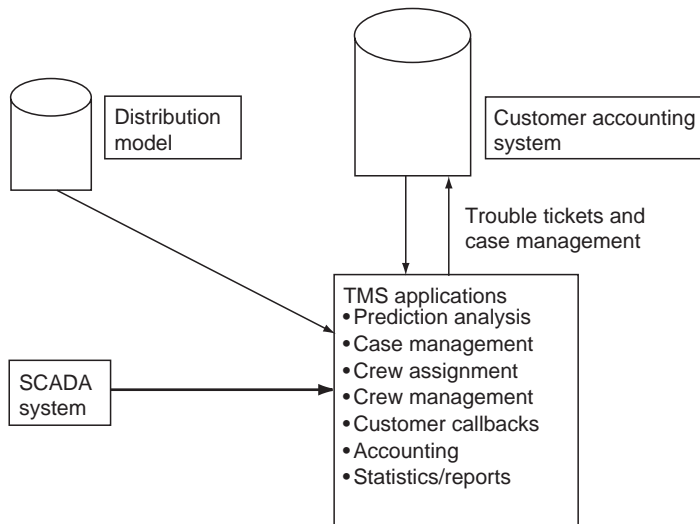 Distribution
model
Customer accounting
system
Trouble tickets and
case management
TMS applications
•Prediction analysis
•Case management
•Crew assignment
•Crew management
•Customer callbacks
•Accounting
•Statistics/reports
SCADA
system